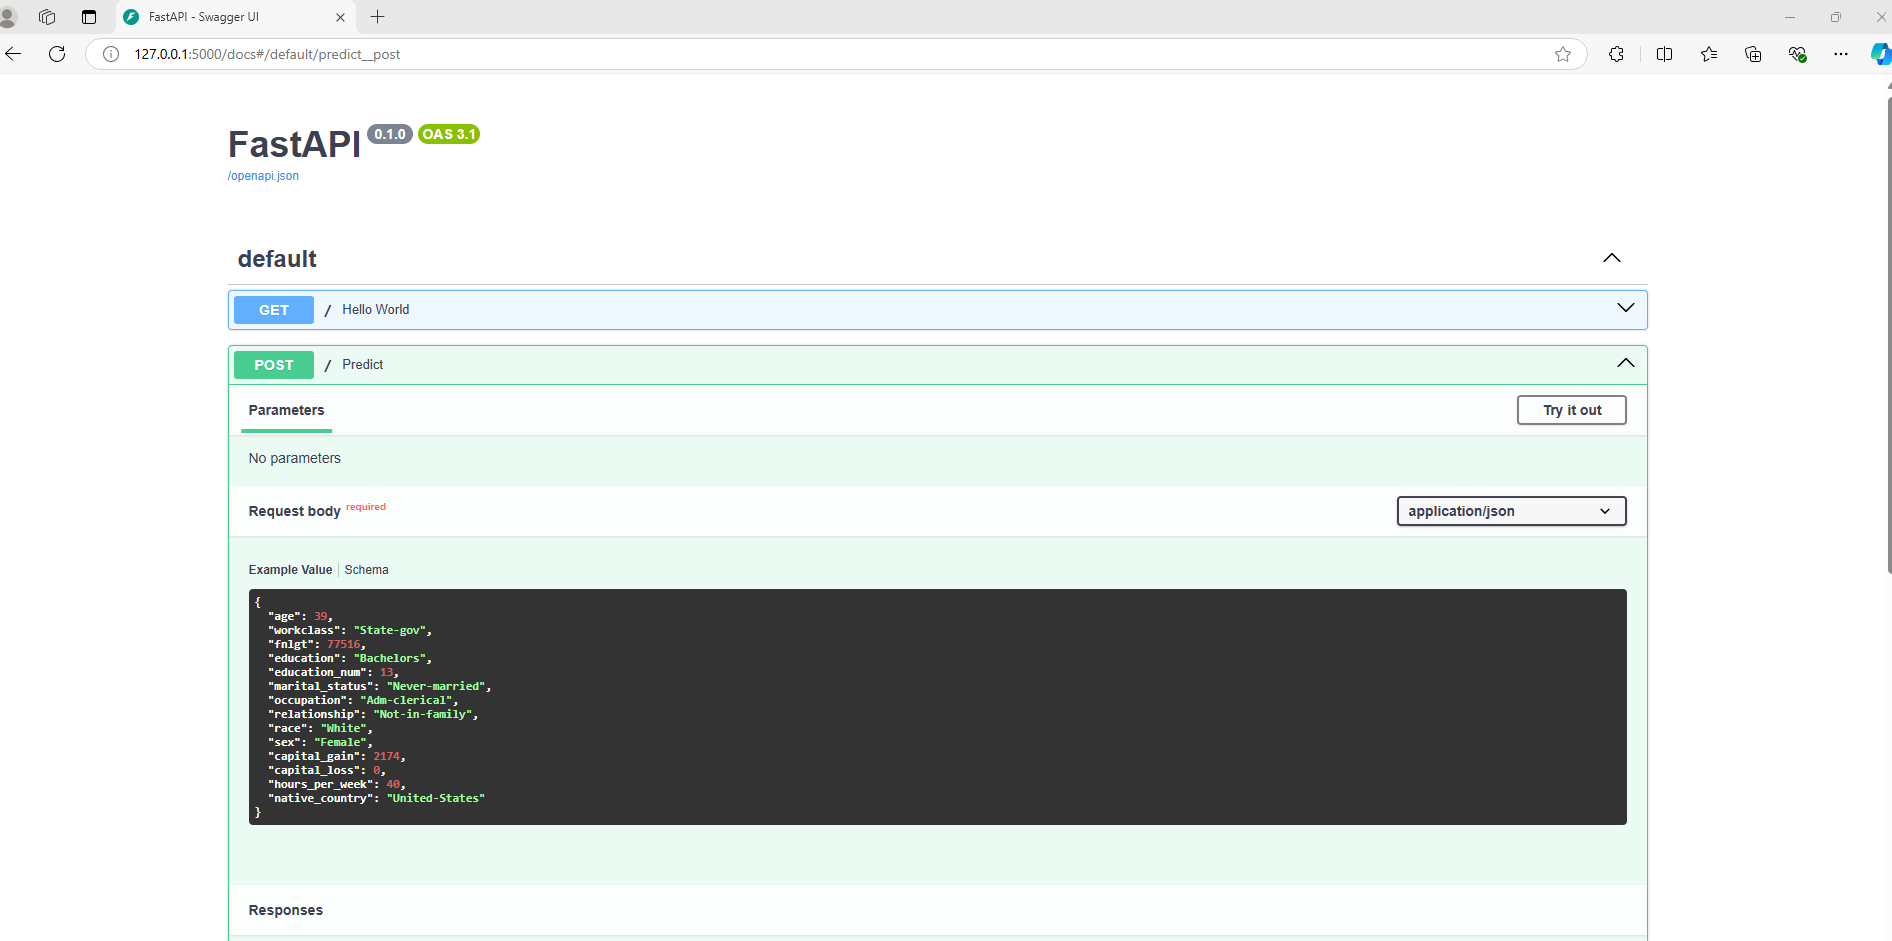 FastAPI - Swagger UI
127.0.0.1:5000/docs#/default/predict__post
FastAPI 0.1.0 OAS 3.1
/openapi.json
default
GET / Hello World
POST / Predict
Parameters Try it out
No parameters
Request body required application/json
Example Value Schema
{
"age": 39,
"workclass": "State-gov",
"fnlgt": 77516,
"education": "Bachelors",
"education_num": 13,
"marital_status": "Never-married",
"occupation": "Adm-clerical",
"relationship": "Not-in-family",
"race": "White",
"sex": "Female",
"capital_gain": 2174,
"capital_loss": 0,
"hours_per_week": 40,
"native_country": "United-States"
}
Responses